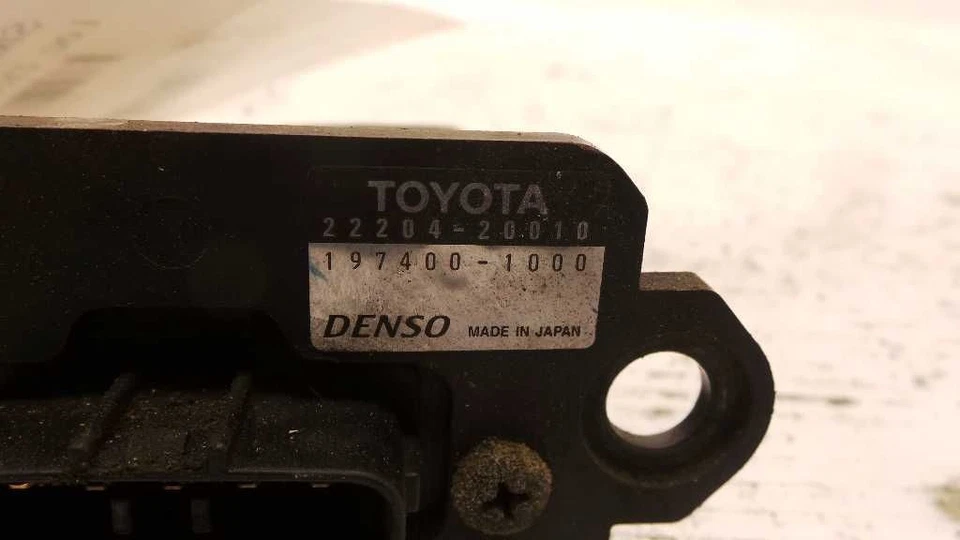 TOYOTA
22204-20010
197400-1000
DENSO MADE IN JAPAN